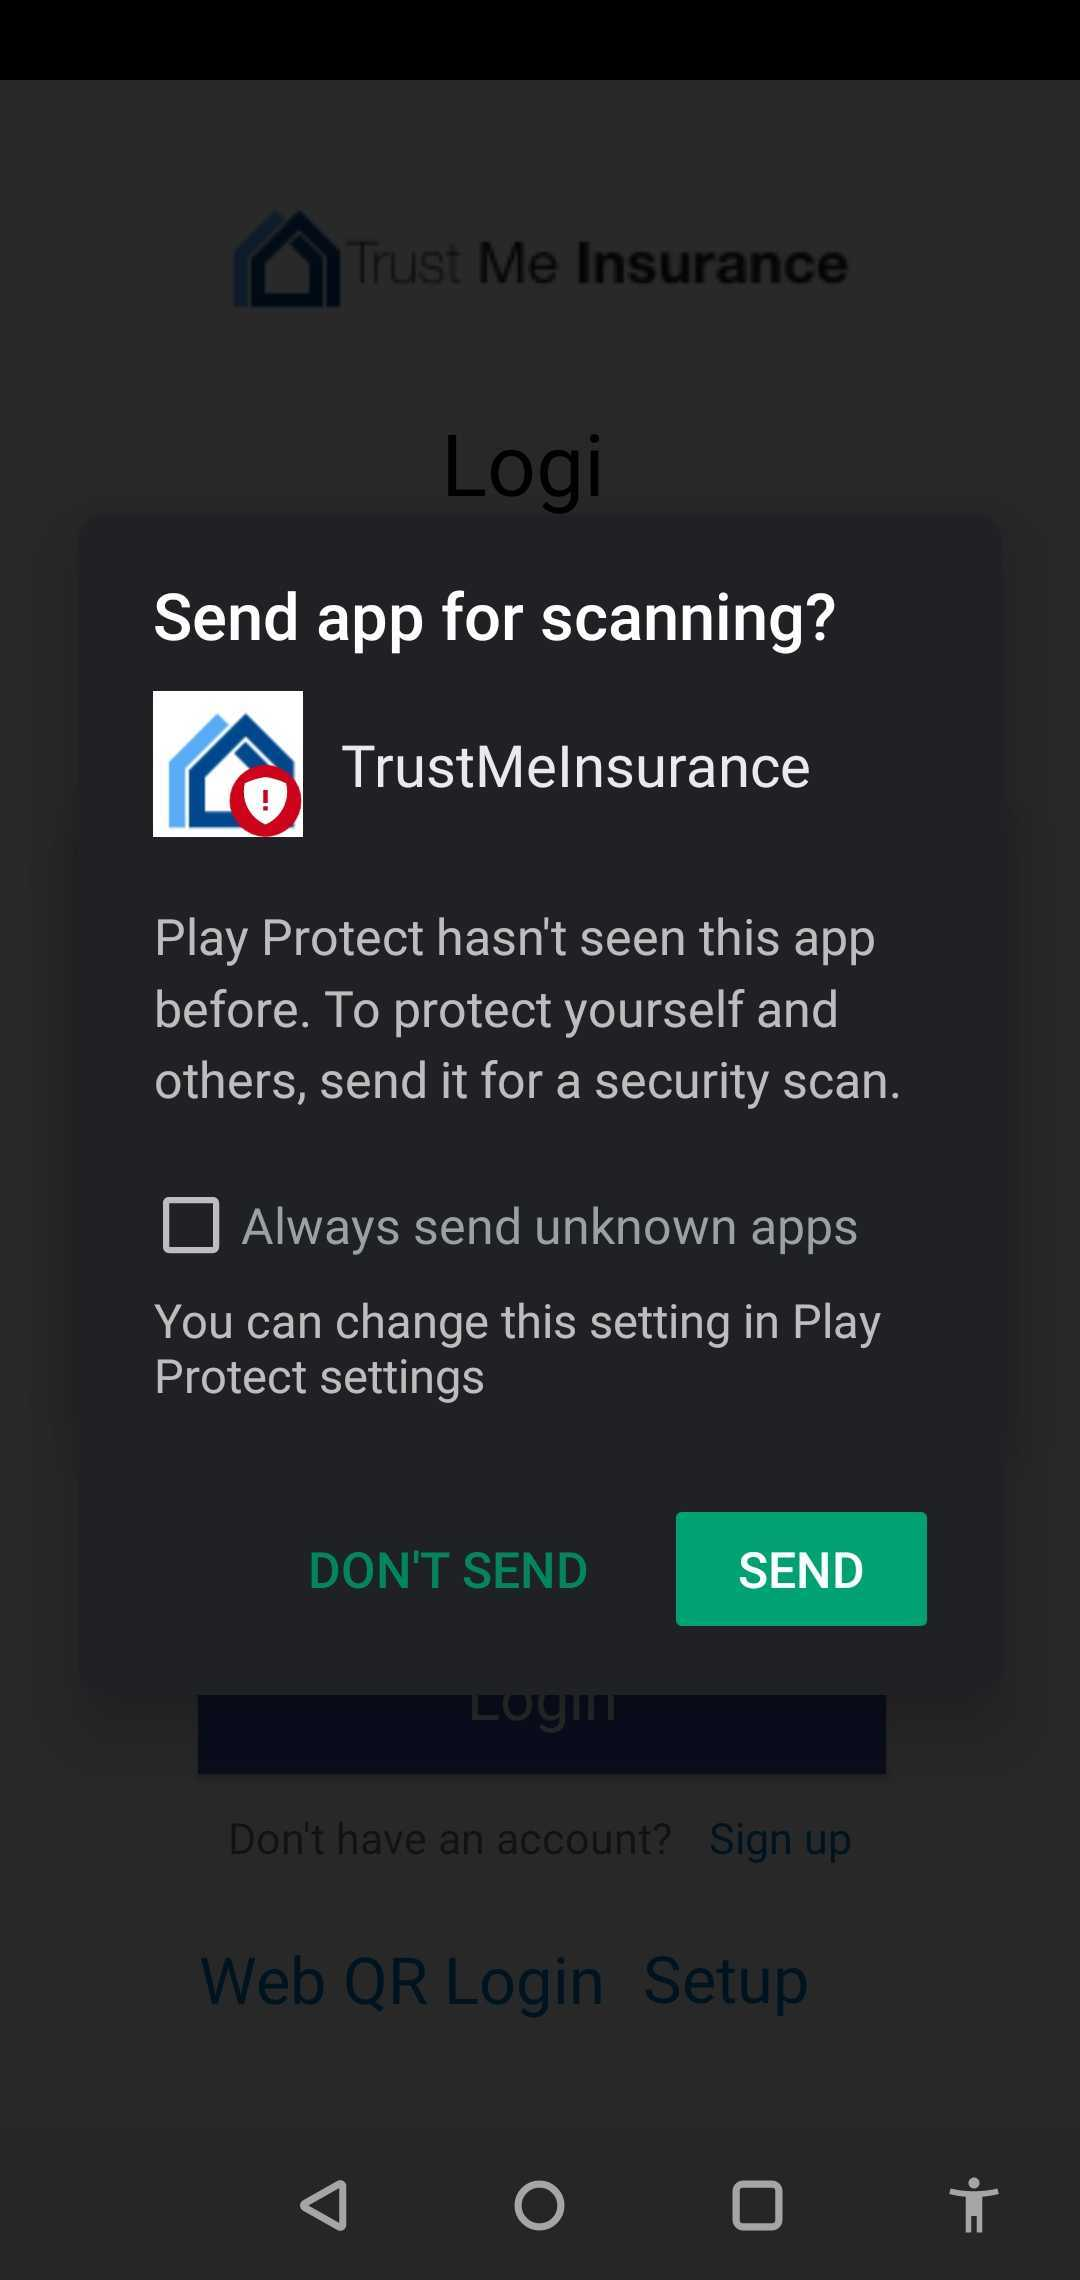 Trust Me Insurance
Logi
Send app for scanning?
TrustMeInsurance
Play Protect hasn't seen this app
before. To protect yourself and
others, send it for a security scan.
Always send unknown apps
You can change this setting in Play
Protect settings
DON'T SEND
SEND
Login
Don't have an account? Sign up
Web QR Login Setup